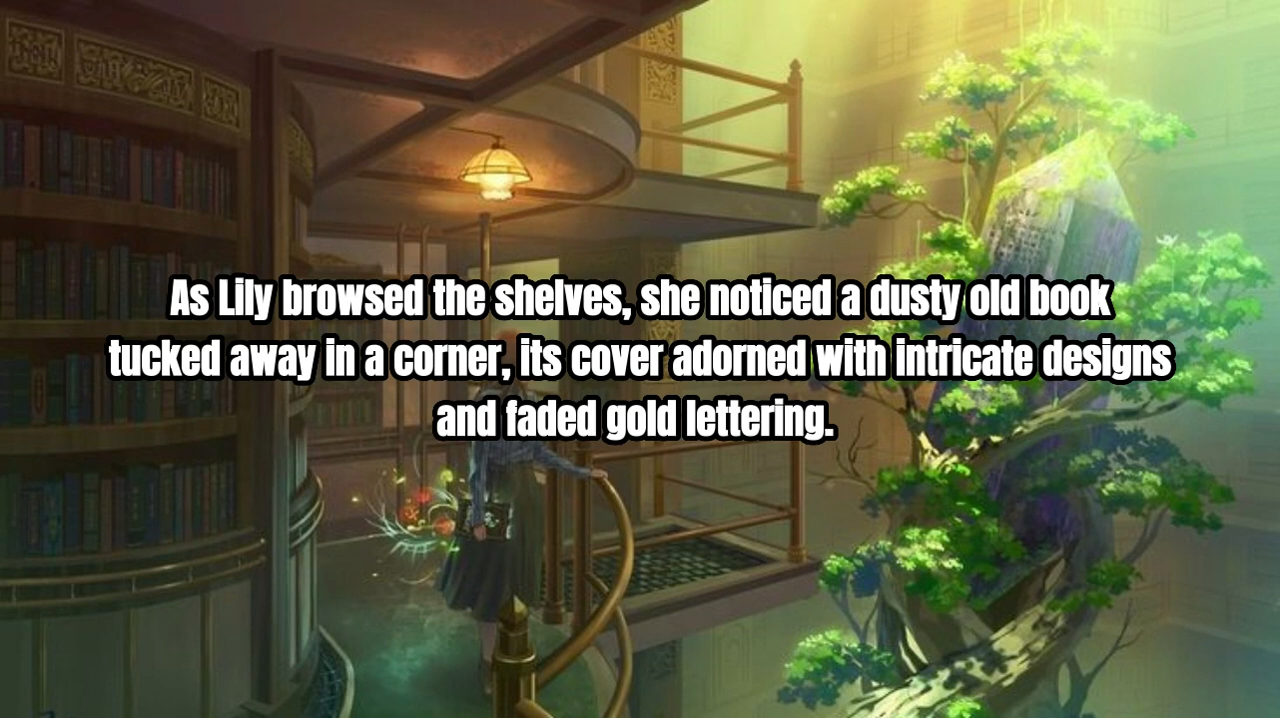 As Lily browsed the shelves, she noticed a dusty old book
tucked away in a corner, its cover adorned with intricate designs
and faded gold lettering.